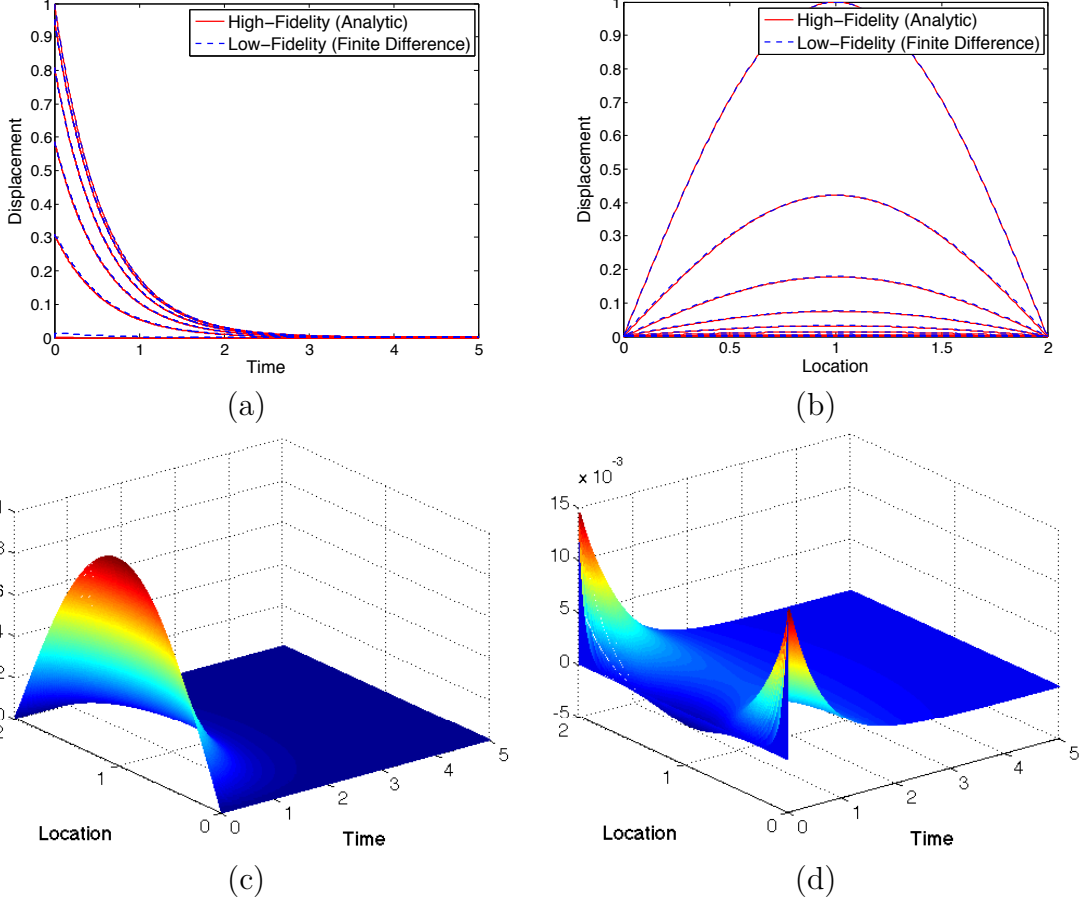 High−Fidelity (Analytic)
Low−Fidelity (Finite Difference)
1
0.9
0.8
0.7
0.6
0.5
0.4
0.3
0.2
0.1
0
Displacement
0 1 2 3 4 5
Time
(a)
High−Fidelity (Analytic)
Low−Fidelity (Finite Difference)
1
0.9
0.8
0.7
0.6
0.5
0.4
0.3
0.2
0.1
0
Displacement
0 0.5 1 1.5 2
Location
(b)
1
0 0
1
2
3
4
5
Location
Time
(c)
x 10⁻³
15
10
5
0
-5
2
1
0 0
1
2
3
4
5
Location
Time
(d)